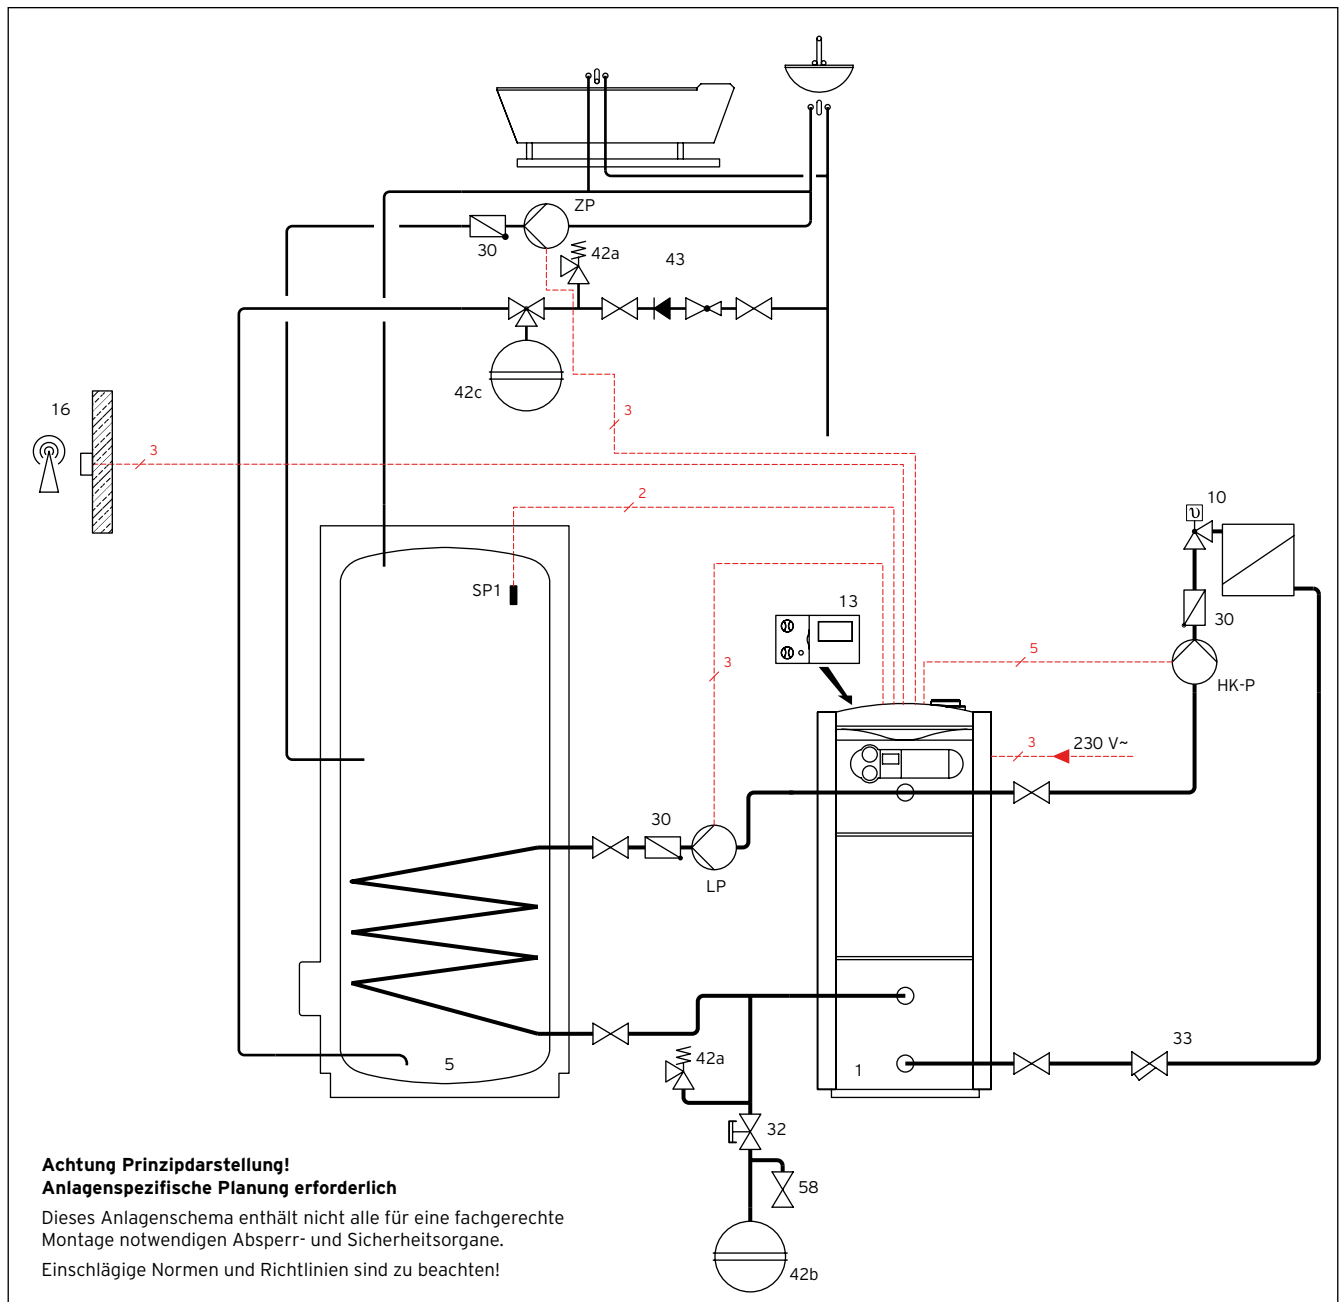 ZP
30
42a
43
42c
16
3
3
10
2
SP1
13
30
3
5
HK-P
3
230 V~
30
LP
33
5
42a
1
32
58
42b
Achtung Prinzipdarstellung!
Anlagenspezifische Planung erforderlich
Dieses Anlagenschema enthält nicht alle für eine fachgerechte
Montage notwendigen Absperr- und Sicherheitsorgane.
Einschlägige Normen und Richtlinien sind zu beachten!